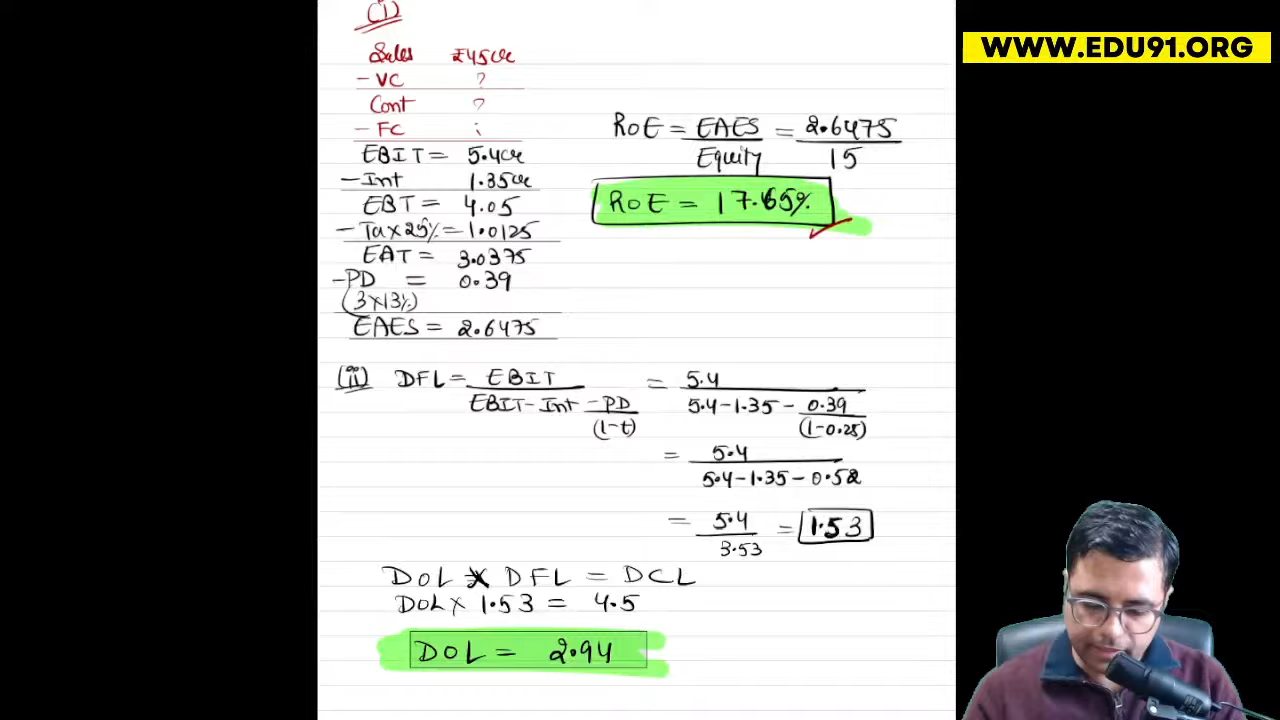 (i)
WWW.EDU91.ORG
Sales ₹45cr
- VC ?
Cont ?
- FC ?
EBIT = 5.4cr
- Int 1.35cr
EBT = 4.05
- Tax 25% = 1.0125
EAT = 3.0375
- PD = 0.39
(3×13%)
EAES = 2.6475
ROE = EAES / Equity = 2.6475 / 15
ROE = 17.65%
(ii) DFL = EBIT / EBIT - Int - PD/(1-t) = 5.4 / 5.4 - 1.35 - 0.39/(1-0.25)
= 5.4 / 5.4 - 1.35 - 0.52
= 5.4 / 3.53 = 1.53
DOL × DFL = DCL
DOL × 1.53 = 4.5
DOL = 2.94